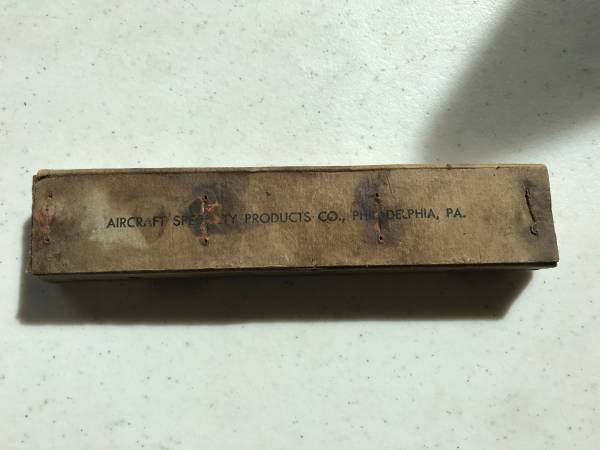 AIRCRAFT SPECIALTY PRODUCTS CO., PHILADELPHIA, PA.